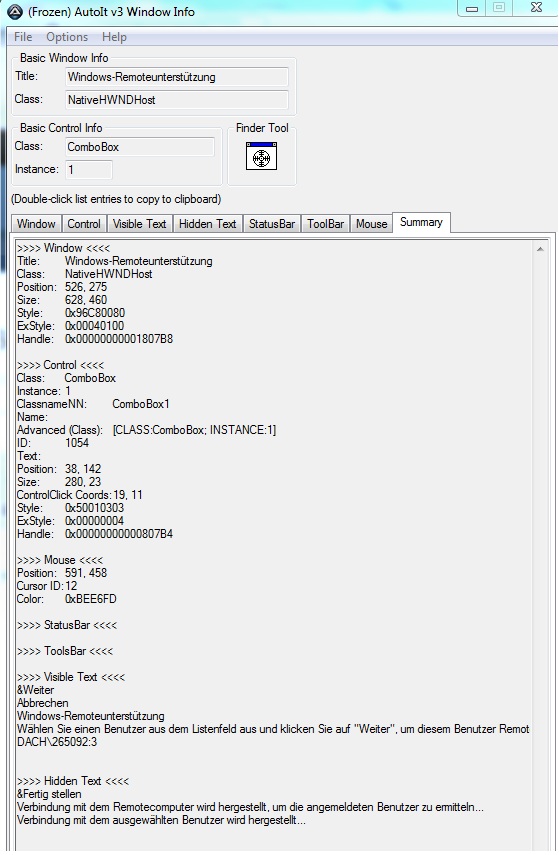 (Frozen) AutoIt v3 Window Info
File Options Help
Basic Window Info
Title: Windows-Remoteunterstützung
Class: NativeHWNDHost
Basic Control Info
Class: ComboBox
Instance: 1
Finder Tool
(Double-click list entries to copy to clipboard)
Window Control Visible Text Hidden Text StatusBar ToolBar Mouse Summary
>>>> Window <<<<
Title: Windows-Remoteunterstützung
Class: NativeHWNDHost
Position: 526, 275
Size: 628, 460
Style: 0x96C80080
ExStyle: 0x00040100
Handle: 0x00000000001807B8
>>>> Control <<<<
Class: ComboBox
Instance: 1
ClassnameNN: ComboBox1
Name:
Advanced (Class): [CLASS:ComboBox; INSTANCE:1]
ID: 1054
Text:
Position: 38, 142
Size: 280, 23
ControlClick Coords: 19, 11
Style: 0x50010303
ExStyle: 0x00000004
Handle: 0x00000000000807B4
>>>> Mouse <<<<
Position: 591, 458
Cursor ID: 12
Color: 0xBEE6FD
>>>> StatusBar <<<<
>>>> ToolsBar <<<<
>>>> Visible Text <<<<
&Weiter
Abbrechen
Windows-Remoteunterstützung
Wählen Sie einen Benutzer aus dem Listenfeld aus und klicken Sie auf "Weiter", um diesem Benutzer Remot
DACH\265092:3
>>>> Hidden Text <<<<
&Fertig stellen
Verbindung mit dem Remotecomputer wird hergestellt, um die angemeldeten Benutzer zu ermitteln...
Verbindung mit dem ausgewählten Benutzer wird hergestellt...